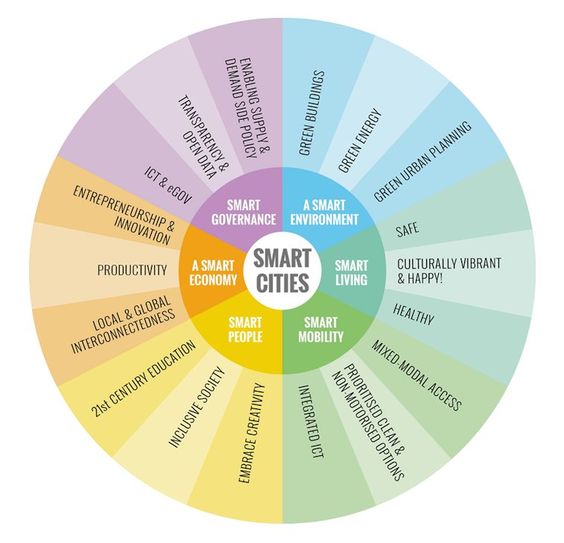 SMART
CITIES
A SMART
ENVIRONMENT
GREEN BUILDINGS
GREEN ENERGY
GREEN URBAN PLANNING
SMART
LIVING
SAFE
CULTURALLY VIBRANT
& HAPPY!
HEALTHY
SMART
MOBILITY
MIXED-MODAL ACCESS
PRIORITISED CLEAN &
NON-MOTORISED OPTIONS
INTEGRATED ICT
SMART
PEOPLE
EMBRACE CREATIVITY
INCLUSIVE SOCIETY
21st CENTURY EDUCATION
A SMART
ECONOMY
LOCAL & GLOBAL
INTERCONNECTEDNESS
PRODUCTIVITY
ENTREPRENEURSHIP &
INNOVATION
SMART
GOVERNANCE
ICT & eGOV
TRANSPARENCY &
OPEN DATA
ENABLING SUPPLY &
DEMAND SIDE POLICY